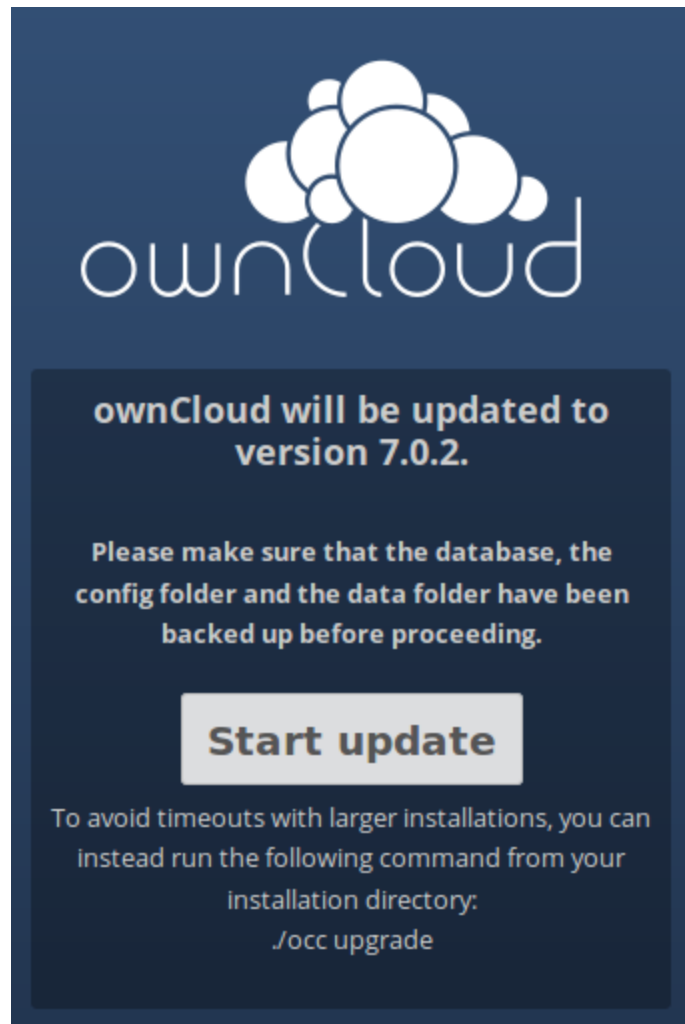 ownCloud
ownCloud will be updated to
version 7.0.2.
Please make sure that the database, the
config folder and the data folder have been
backed up before proceeding.
Start update
To avoid timeouts with larger installations, you can
instead run the following command from your
installation directory:
./occ upgrade